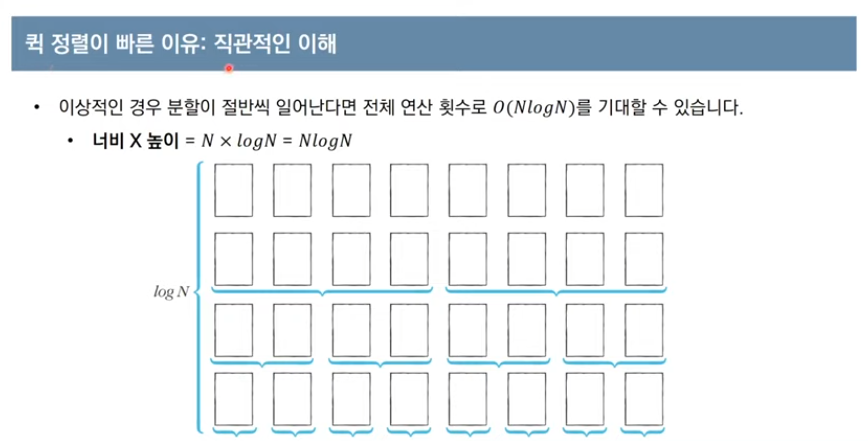 퀵 정렬이 빠른 이유: 직관적인 이해
• 이상적인 경우 분할이 절반씩 일어난다면 전체 연산 횟수로 O(NlogN)를 기대할 수 있습니다.
• 너비 X 높이 = N × logN = NlogN
log N